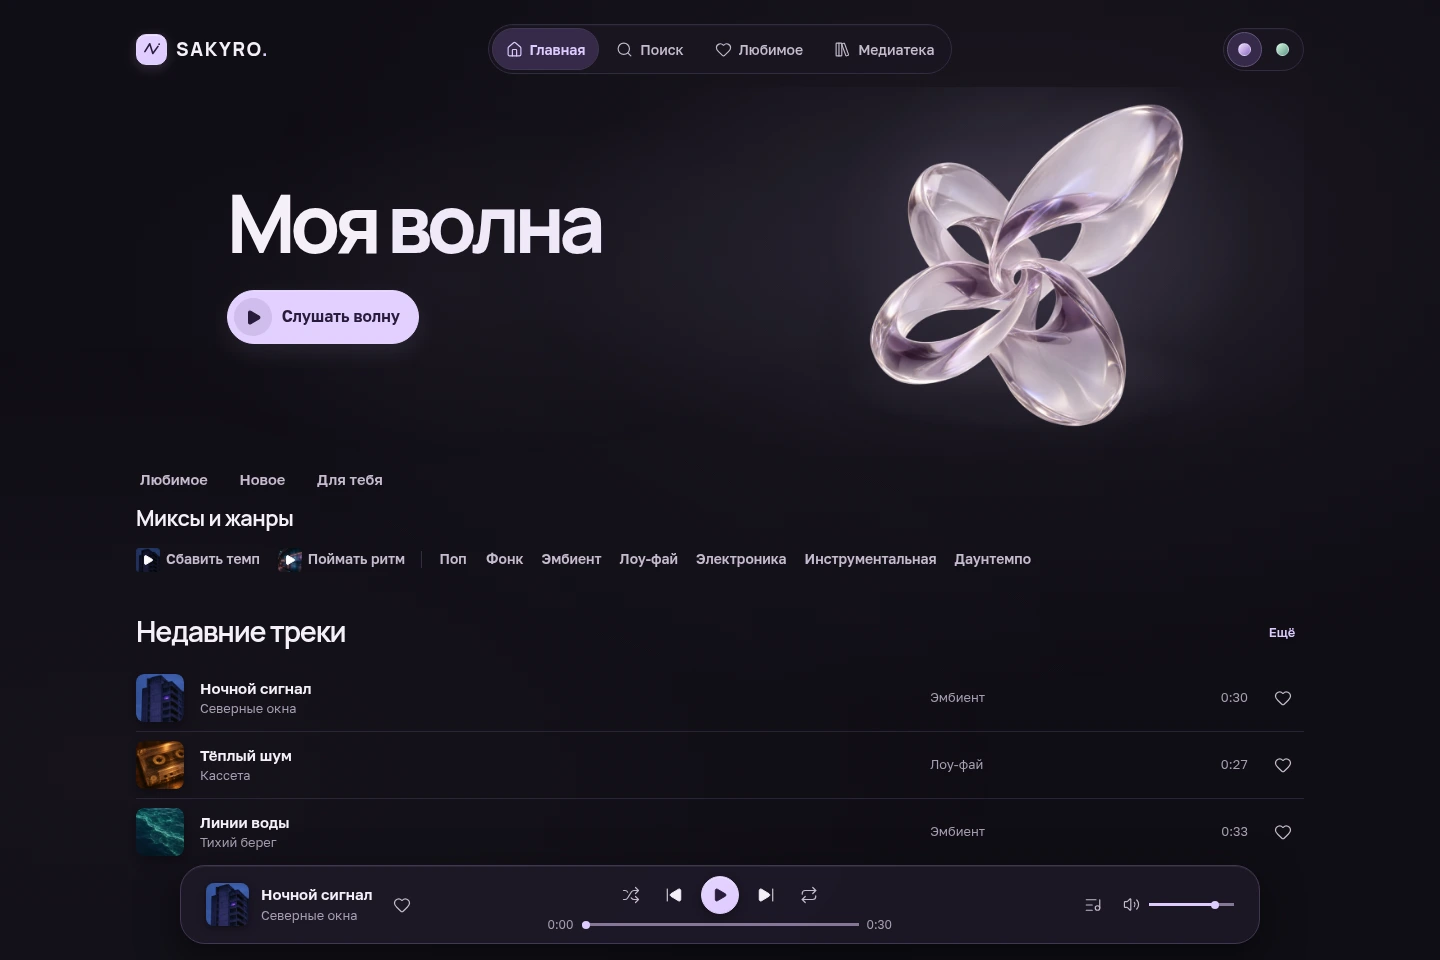 SAKYRO.
Главная
Поиск
Любимое
Медиатека
Моя волна
Слушать волну
Любимое Новое Для тебя
Миксы и жанры
Сбавить темп Поймать ритм Поп Фонк Эмбиент Лоу-фай Электроника Инструментальная Даунтемпо
Недавние треки
Ещё
Ночной сигнал
Северные окна
Эмбиент
0:30
Тёплый шум
Кассета
Лоу-фай
0:27
Линии воды
Тихий берег
Эмбиент
0:33
Ночной сигнал
Северные окна
0:00
0:30